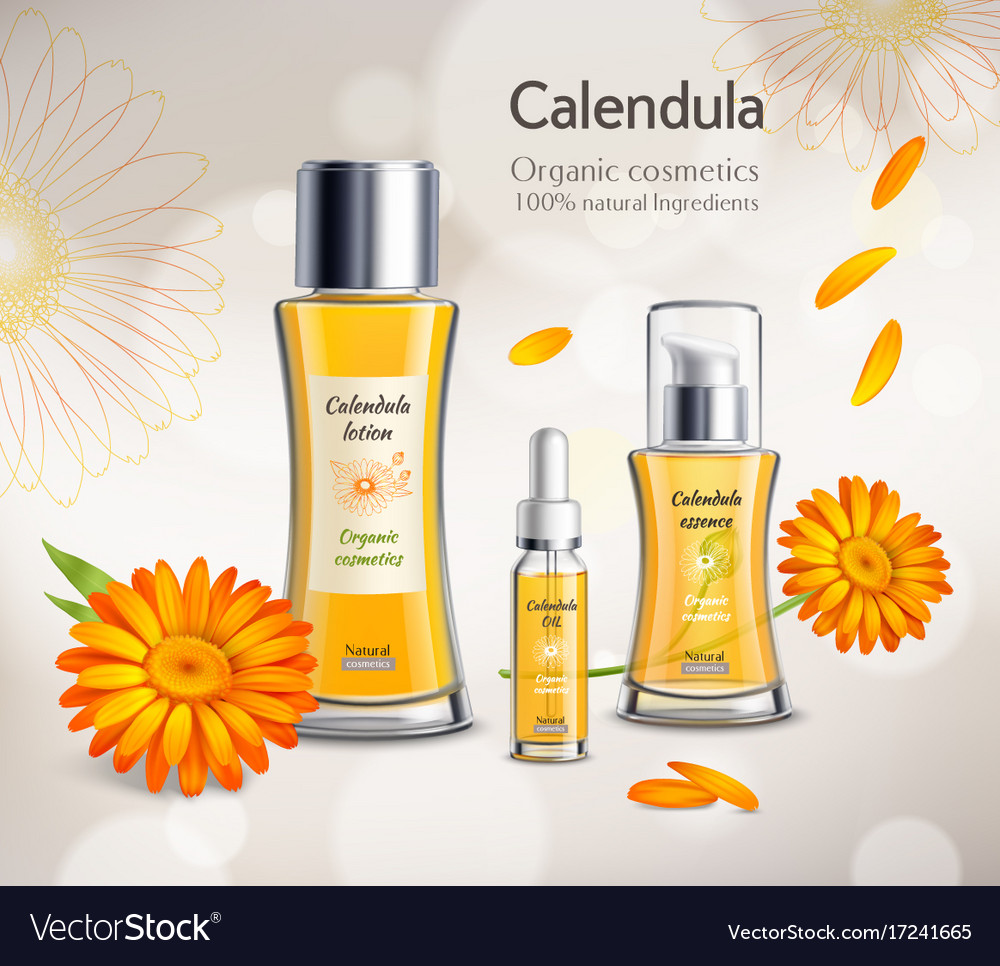 Calendula
Organic cosmetics
100% natural Ingredients
Calendula
lotion
Organic
cosmetics
Natural
cosmetics
Calendula
OIL
Organic
cosmetics
Natural
cosmetics
Calendula
essence
Organic
cosmetics
Natural
cosmetics
VectorStock®
VectorStock.com/17241665